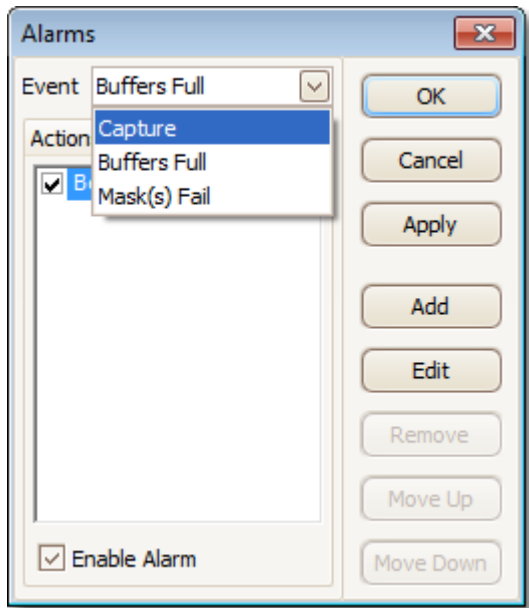 Alarms
Event Buffers Full
OK
Capture
Action
Buffers Full
Cancel
Mask(s) Fail
Apply
Add
Edit
Remove
Move Up
Enable Alarm
Move Down